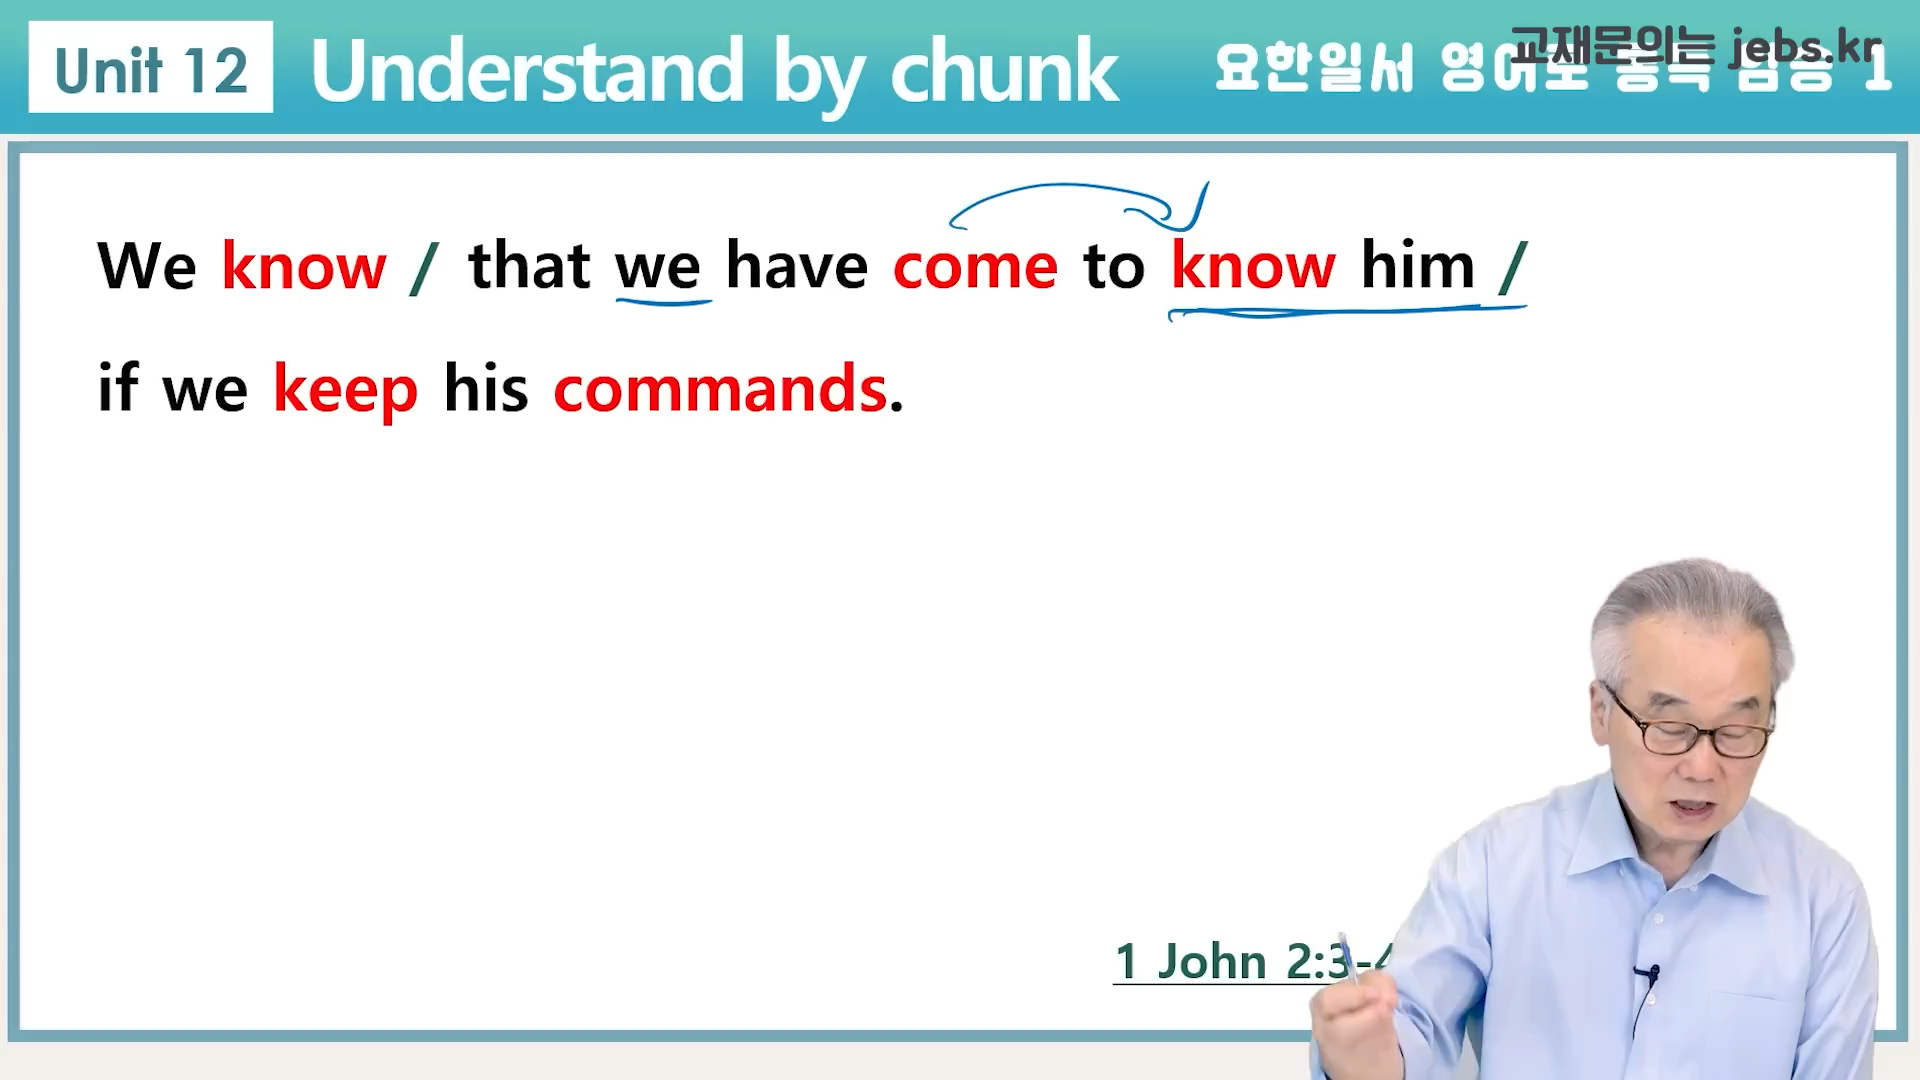 Unit 12 Understand by chunk
요한일서 영어로 통독 암송 1
교재문의는 jebs.kr
We know / that we have come to know him /
if we keep his commands.
1 John 2:3-4